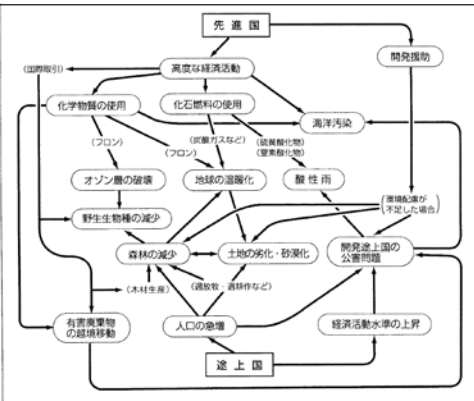 先進国
(国際取引)
高度な経済活動
開発援助
化学物質の使用
化石燃料の使用
海洋汚染
(フロン)
(フロン)
(炭酸ガスなど)
(硫黄酸化物)
(窒素酸化物)
オゾン層の破壊
地球の温暖化
酸性雨
(環境配慮が
不足した場合)
野生生物種の減少
森林の減少
土地の劣化・砂漠化
開発途上国の
公害問題
(木材生産)
(過放牧・過耕作など)
有害廃棄物
の越境移動
人口の急増
経済活動水準の上昇
途上国